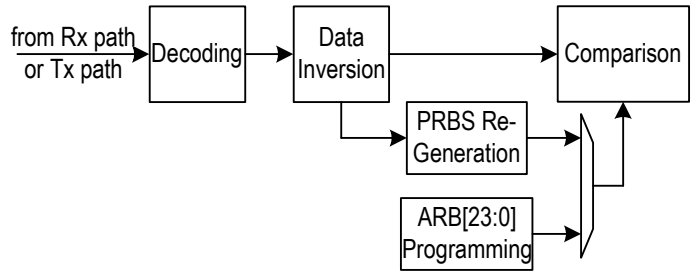 from Rx path
or Tx path
Decoding
Data
Inversion
Comparison
PRBS Re-
Generation
ARB[23:0]
Programming